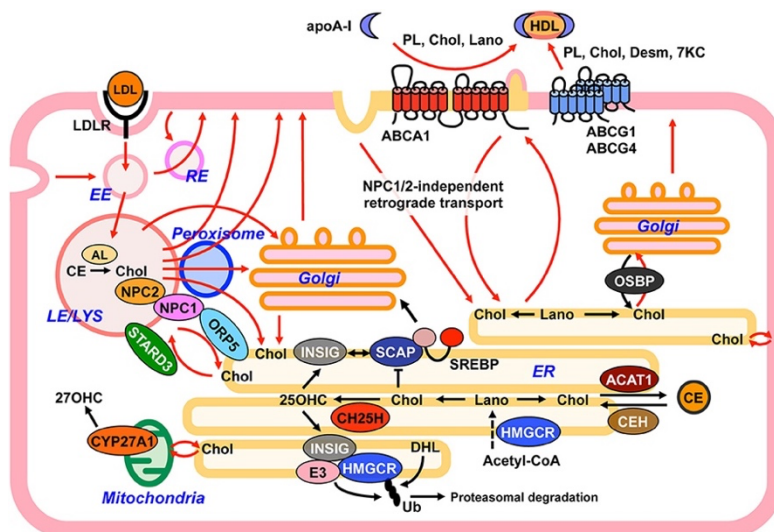 apoA-I
HDL
PL, Chol, Lano
PL, Chol, Desm, 7KC
LDL
LDLR
ABCA1
ABCG1
ABCG4
EE
RE
NPC1/2-independent
retrograde transport
Peroxisome
Golgi
Golgi
AL
CE
Chol
NPC2
NPC1
LE/LYS
ORP5
STARD3
OSBP
Chol
Lano
Chol
Chol
Chol
INSIG
SCAP
SREBP
ER
Chol
ACAT1
27OHC
25OHC
Chol
Lano
Chol
CE
CH25H
HMGCR
CEH
CYP27A1
Chol
INSIG
DHL
Acetyl-CoA
E3
HMGCR
Mitochondria
Ub
Proteasomal degradation